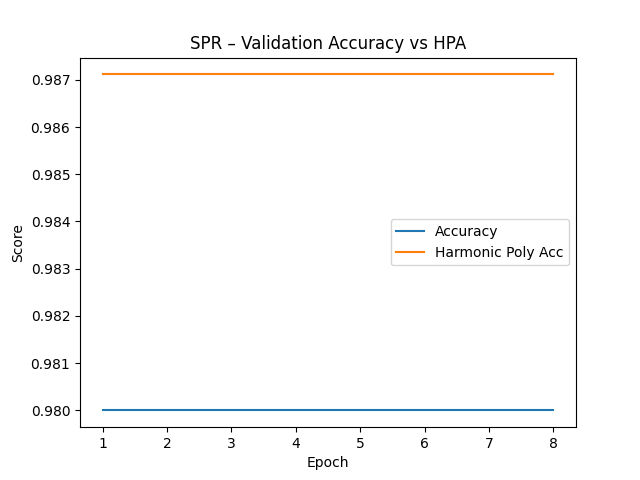 SPR – Validation Accuracy vs HPA
0.987
0.986
0.985
0.984
0.983
0.982
0.981
0.980
Score
Accuracy
Harmonic Poly Acc
1 2 3 4 5 6 7 8
Epoch